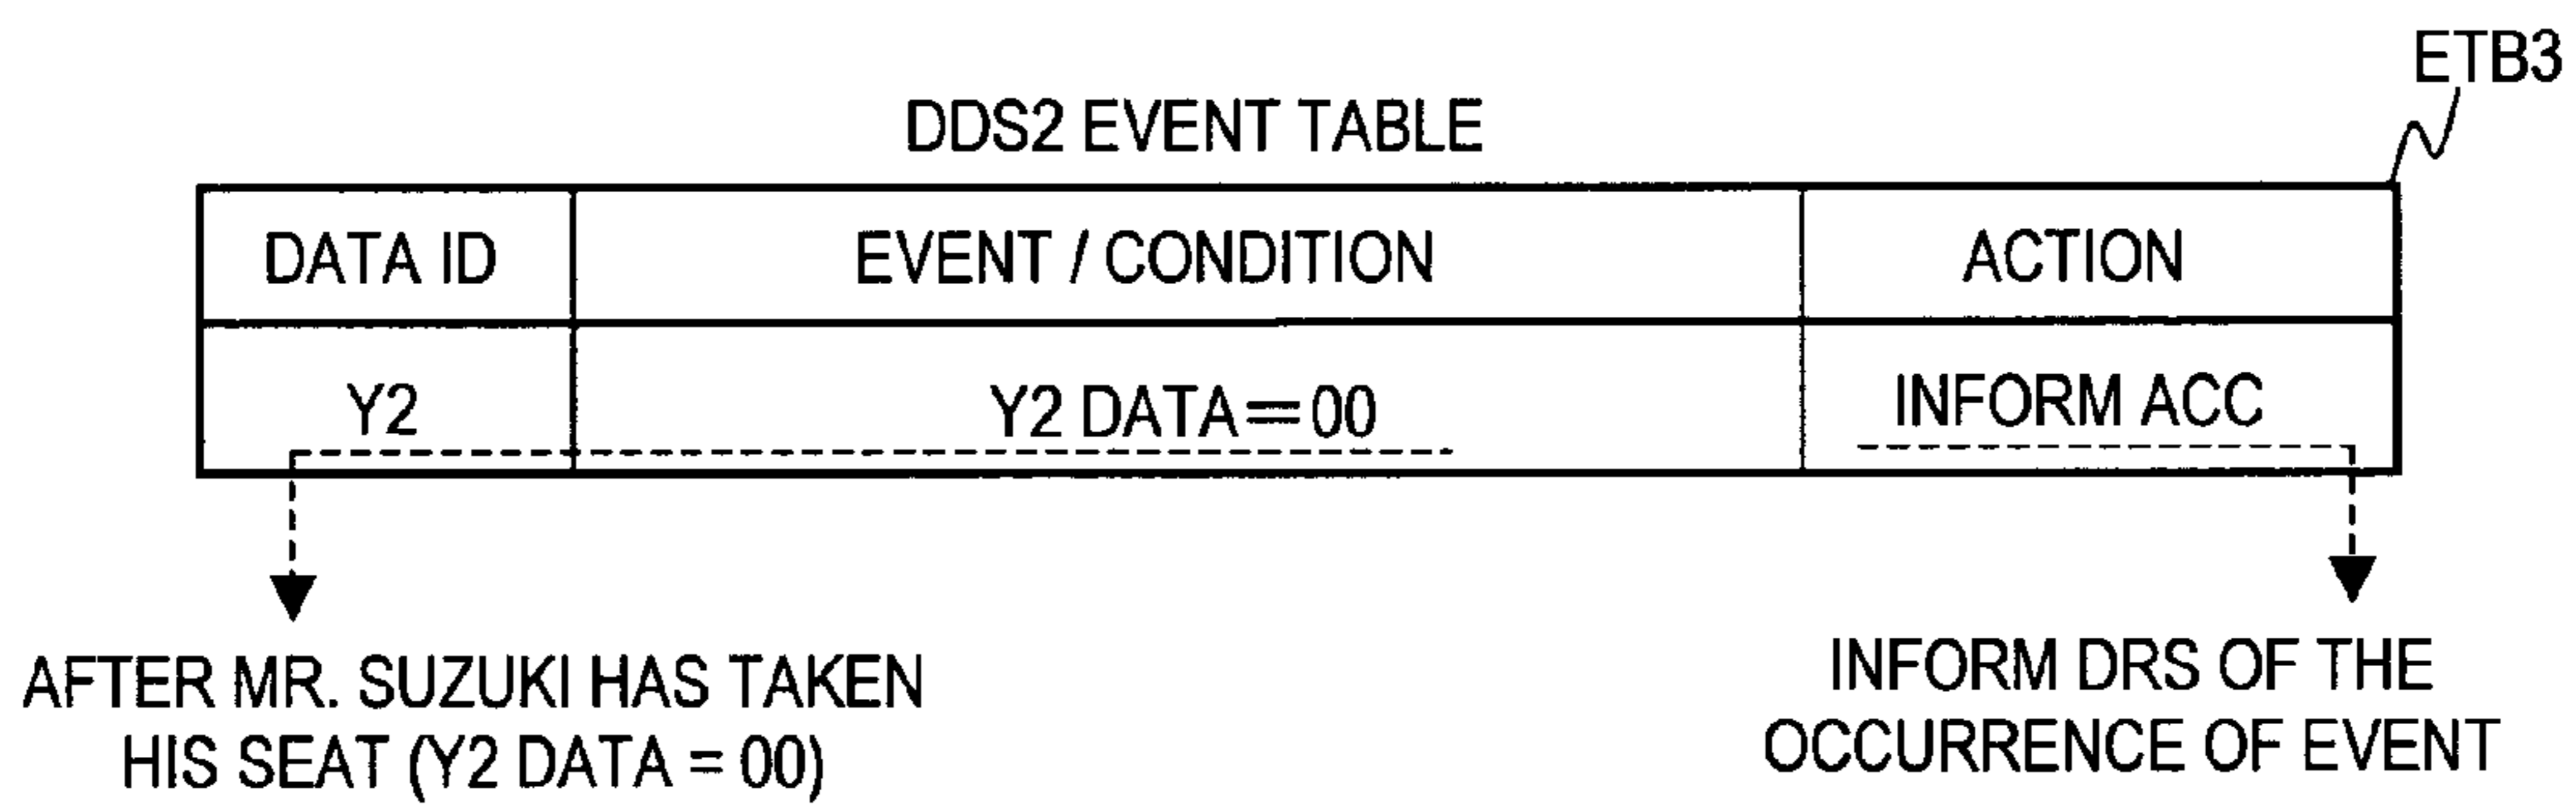 ETB3
DDS2 EVENT TABLE
DATA ID EVENT / CONDITION ACTION
Y2 Y2 DATA=00 INFORM ACC
AFTER MR. SUZUKI HAS TAKEN
HIS SEAT (Y2 DATA = 00)
INFORM DRS OF THE
OCCURRENCE OF EVENT